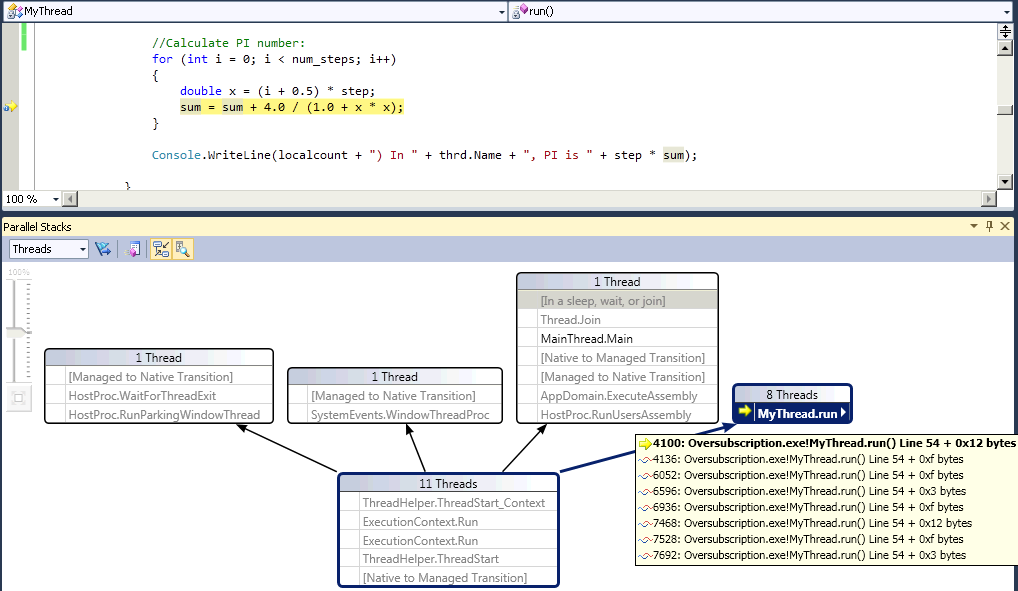 MyThread
run()
//Calculate PI number:
for (int i = 0; i < num_steps; i++)
{
double x = (i + 0.5) * step;
sum = sum + 4.0 / (1.0 + x * x);
}
Console.WriteLine(localcount + ") In " + thrd.Name + ", PI is " + step * sum);
}
100 %
Parallel Stacks
Threads
100%
1 Thread
[In a sleep, wait, or join]
Thread.Join
MainThread.Main
[Native to Managed Transition]
[Managed to Native Transition]
AppDomain.ExecuteAssembly
HostProc.RunUsersAssembly
1 Thread
[Managed to Native Transition]
HostProc.WaitForThreadExit
HostProc.RunParkingWindowThread
1 Thread
[Managed to Native Transition]
SystemEvents.WindowThreadProc
8 Threads
MyThread.run
4100: Oversubscription.exe!MyThread.run() Line 54 + 0x12 bytes
4136: Oversubscription.exe!MyThread.run() Line 54 + 0xf bytes
6052: Oversubscription.exe!MyThread.run() Line 54 + 0xf bytes
6596: Oversubscription.exe!MyThread.run() Line 54 + 0x3 bytes
6936: Oversubscription.exe!MyThread.run() Line 54 + 0xf bytes
7468: Oversubscription.exe!MyThread.run() Line 54 + 0x12 bytes
7528: Oversubscription.exe!MyThread.run() Line 54 + 0xf bytes
7692: Oversubscription.exe!MyThread.run() Line 54 + 0x3 bytes
11 Threads
ThreadHelper.ThreadStart_Context
ExecutionContext.Run
ExecutionContext.Run
ThreadHelper.ThreadStart
[Native to Managed Transition]